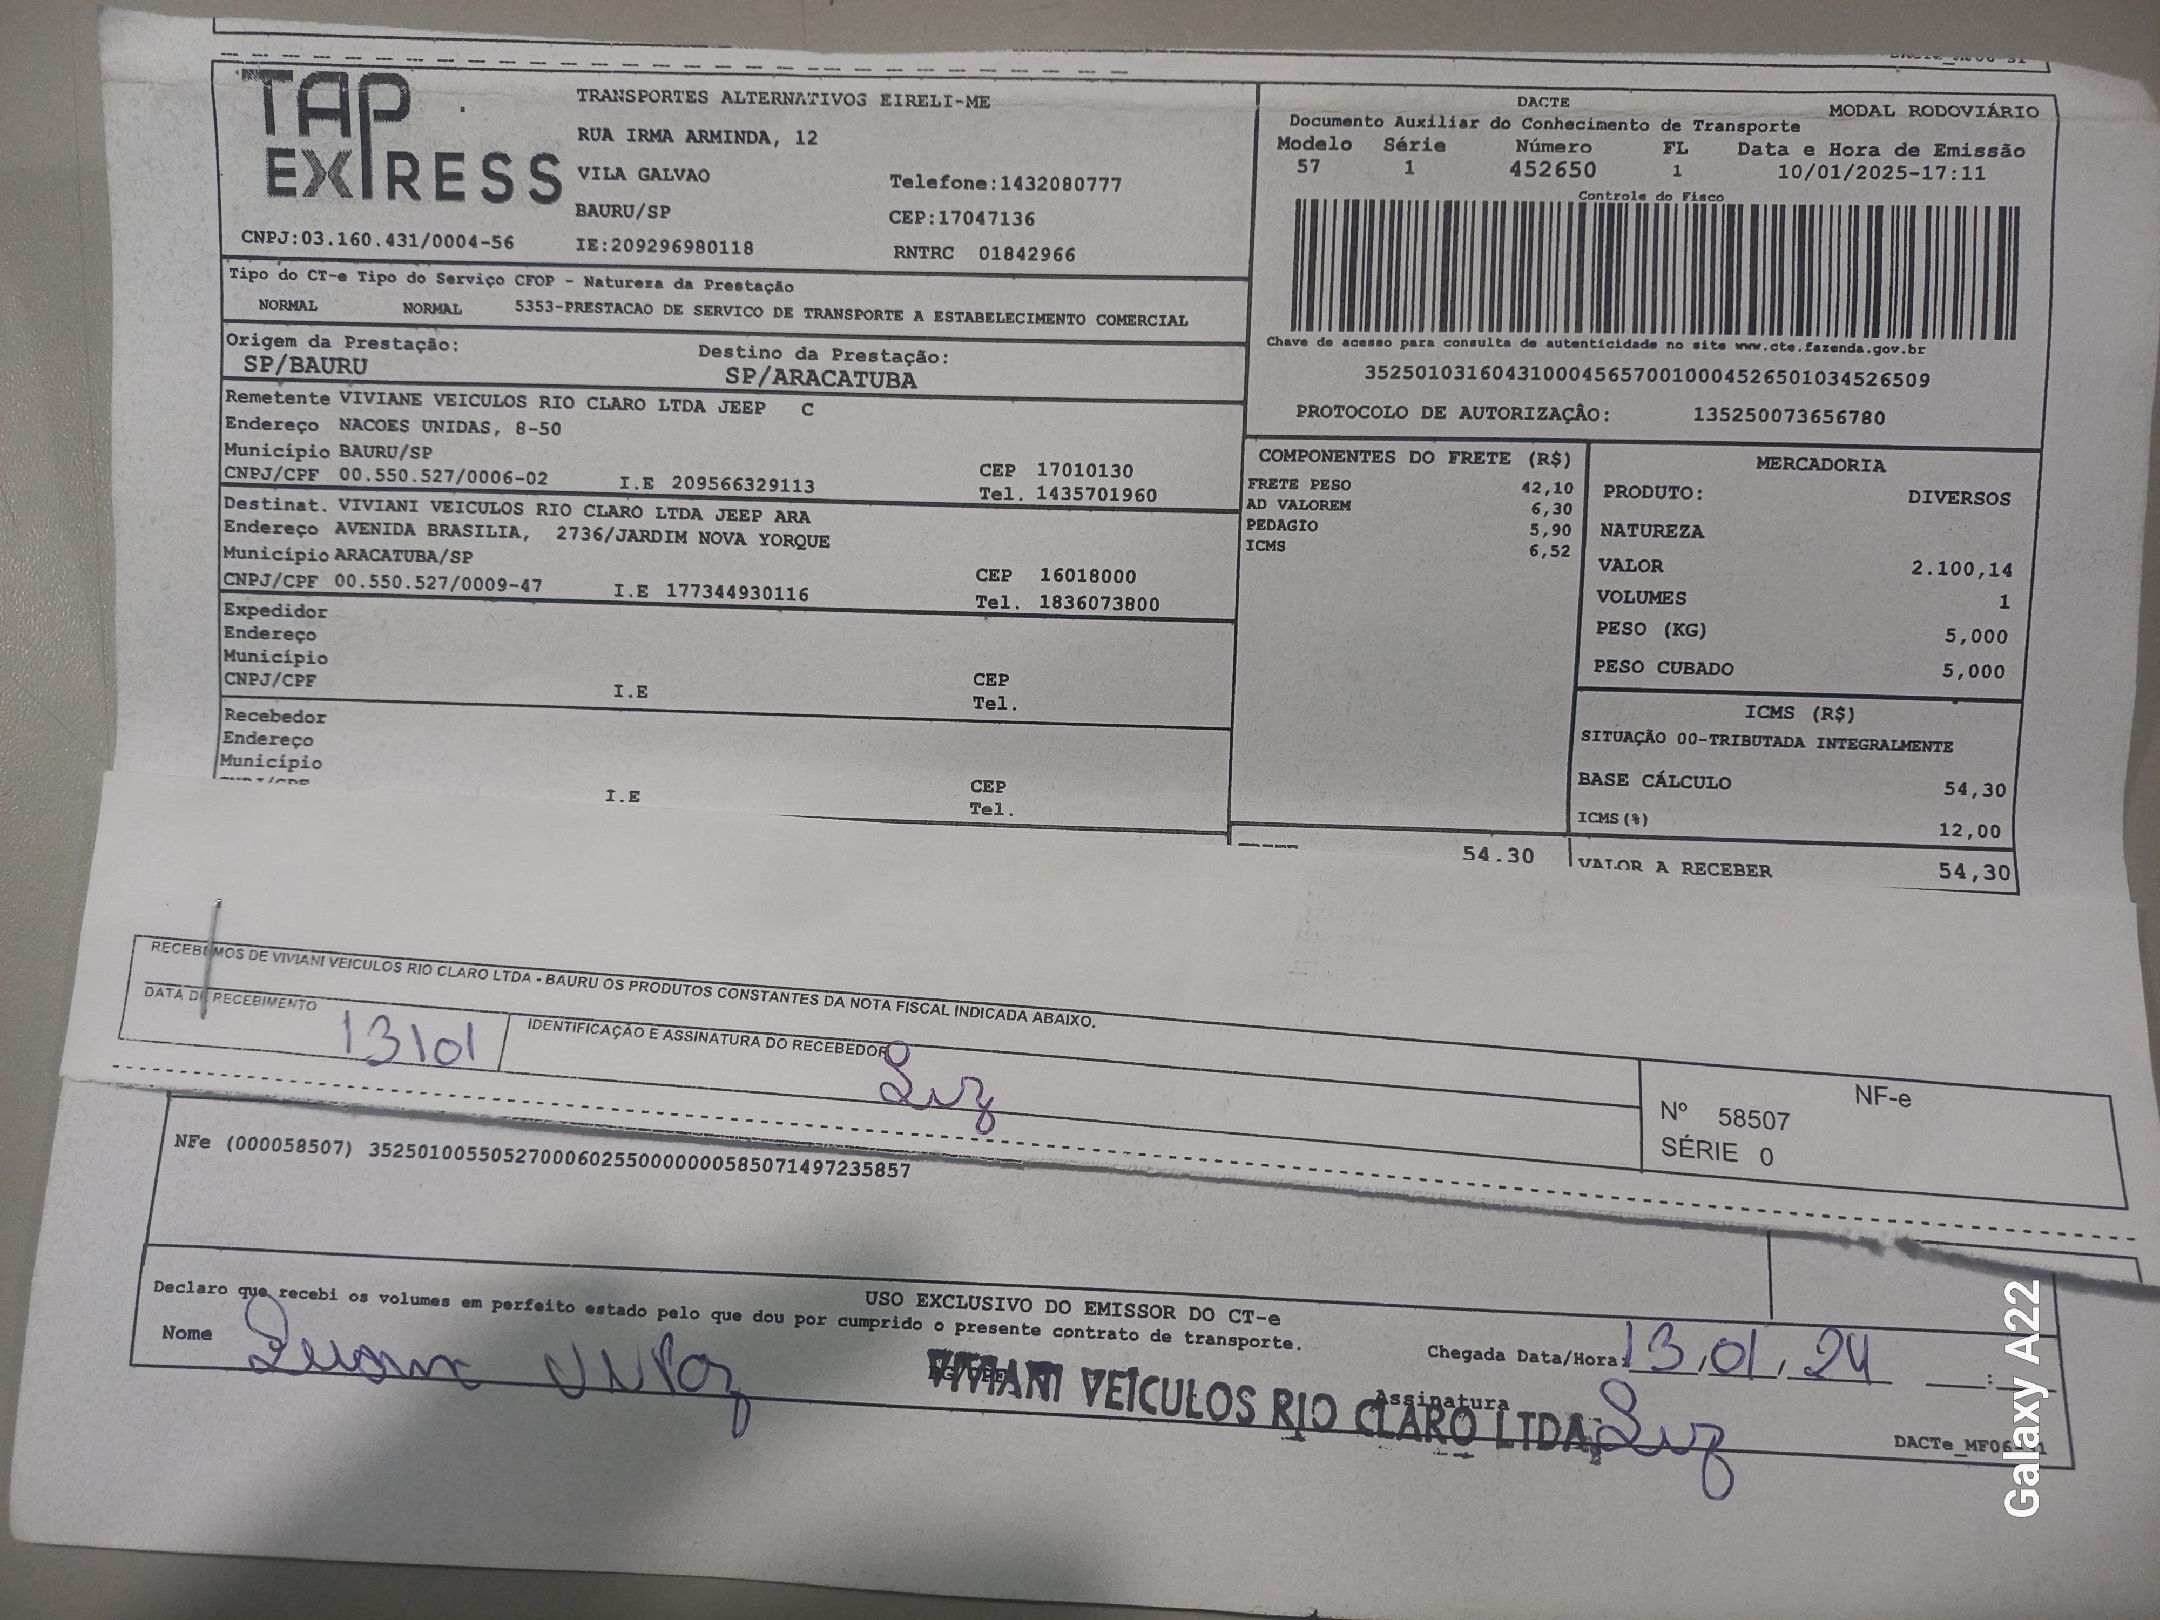 TAP EXPRESS
TRANSPORTES ALTERNATIVOS EIRELI-ME
RUA IRMA ARMINDA, 12
VILA GALVAO
Telefone:1432080777
BAURU/SP
CEP:17047136
CNPJ:03.160.431/0004-56
IE:209296980118
RNTRC 01842966
DACTE
MODAL RODOVIÁRIO
Documento Auxiliar do Conhecimento de Transporte
Modelo Série Número FL Data e Hora de Emissão
57 1 452650 1 10/01/2025-17:11
Controle do Fisco
Chave de acesso para consulta de autenticidade no site www.cte.fazenda.gov.br
35250103160431000456570010004526501034526509
PROTOCOLO DE AUTORIZAÇÂO: 135250073656780
Tipo do CT-e Tipo do Serviço CFOP - Natureza da Prestação
NORMAL NORMAL 5353-PRESTACAO DE SERVICO DE TRANSPORTE A ESTABELECIMENTO COMERCIAL
Origem da Prestação:
SP/BAURU
Destino da Prestação:
SP/ARACATUBA
Remetente VIVIANE VEICULOS RIO CLARO LTDA JEEP C
Endereço NACOES UNIDAS, 8-50
Município BAURU/SP
CEP 17010130
CNPJ/CPF 00.550.527/0006-02 I.E 209566329113 Tel. 1435701960
Destinat. VIVIANI VEICULOS RIO CLARO LTDA JEEP ARA
Endereço AVENIDA BRASILIA, 2736/JARDIM NOVA YORQUE
Município ARACATUBA/SP
CEP 16018000
CNPJ/CPF 00.550.527/0009-47 I.E 177344930116 Tel. 1836073800
Expedidor
Endereço
Município
CEP
CNPJ/CPF I.E Tel.
Recebedor
Endereço
Município
CEP
CNPJ/CPF I.E Tel.
COMPONENTES DO FRETE (R$)
FRETE PESO 42,10
AD VALOREM 6,30
PEDAGIO 5,90
ICMS 6,52
54.30
MERCADORIA
PRODUTO: DIVERSOS
NATUREZA
VALOR 2.100,14
VOLUMES 1
PESO (KG) 5,000
PESO CUBADO 5,000
ICMS (R$)
SITUAÇÃO 00-TRIBUTADA INTEGRALMENTE
BASE CÁLCULO 54,30
ICMS(%) 12,00
VALOR A RECEBER 54,30
RECEBEMOS DE VIVIANI VEICULOS RIO CLARO LTDA - BAURU OS PRODUTOS CONSTANTES DA NOTA FISCAL INDICADA ABAIXO.
DATA DE RECEBIMENTO
13/01
IDENTIFICAÇÃO E ASSINATURA DO RECEBEDOR
NF-e
Nº 58507
SÉRIE 0
NFe (000058507) 35250100550527000602550000000585071497235857
USO EXCLUSIVO DO EMISSOR DO CT-e
Declaro que recebi os volumes em perfeito estado pelo que dou por cumprido o presente contrato de transporte.
Nome
Chegada Data/Hora: 13,01,24
VIVIANI VEÍCULOS RIO CLARO LTDA
Assinatura
Galaxy A22